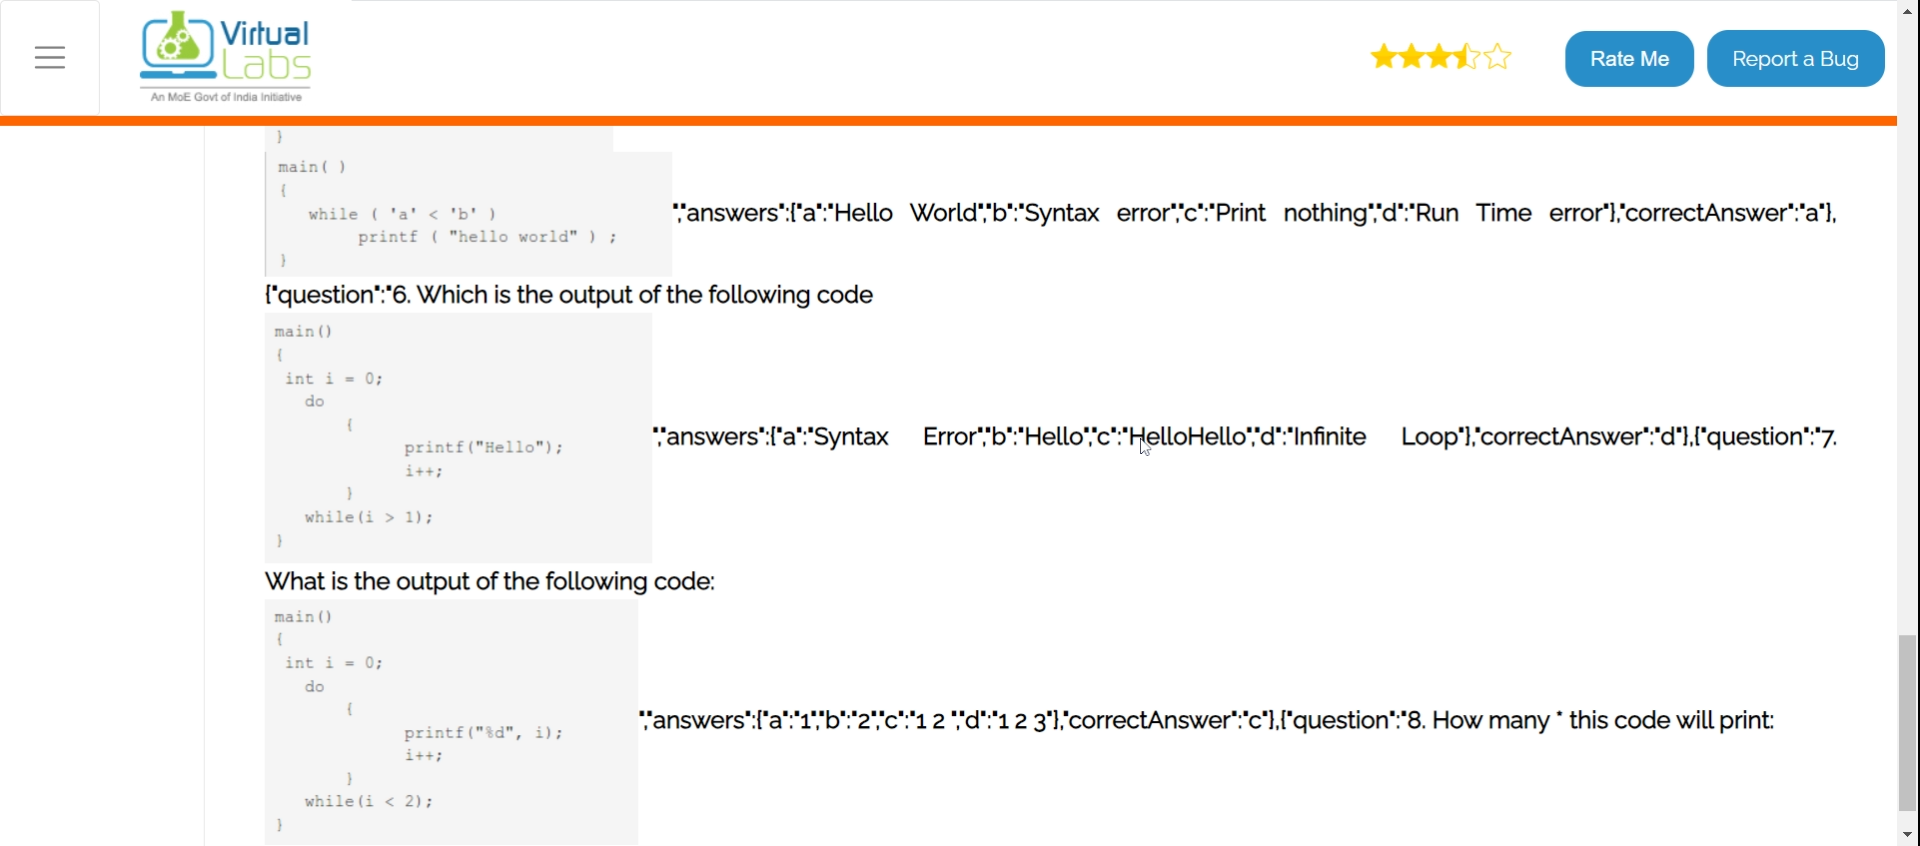 Virtual
Labs
An MoE Govt of India Initiative
Rate Me
Report a Bug
}
main( )
{
while ( 'a' < 'b' )
printf ( "hello world" ) ;
}
","answers":{"a":"Hello World","b":"Syntax error","c":"Print nothing","d":"Run Time error"},"correctAnswer":"a"},
{"question":"6. Which is the output of the following code
main()
{
int i = 0;
do
{
printf("Hello");
i++;
}
while(i > 1);
}
","answers":{"a":"Syntax Error","b":"Hello","c":"HelloHello","d":"Infinite Loop"},"correctAnswer":"d"},{"question":"7.
What is the output of the following code:
main()
{
int i = 0;
do
{
printf("%d", i);
i++;
}
while(i < 2);
}
","answers":{"a":"1","b":"2","c":"1 2 ","d":"1 2 3"},"correctAnswer":"c"},{"question":"8. How many * this code will print: